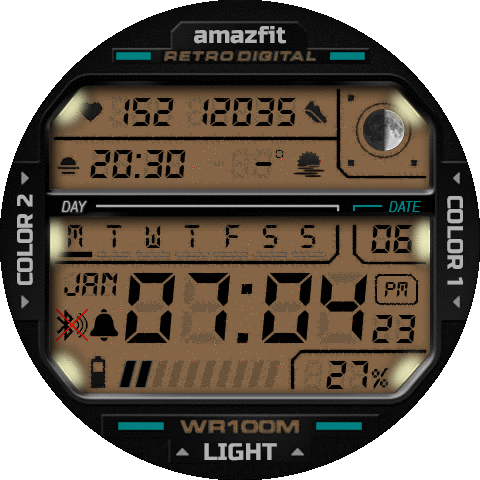 amazfit
RETRO DIGITAL
152 12035
20:30 -°
DAY DATE
M T W T F S S 06
JAN 07:04 PM
23
27%
WR100M
LIGHT
COLOR 2
COLOR 1